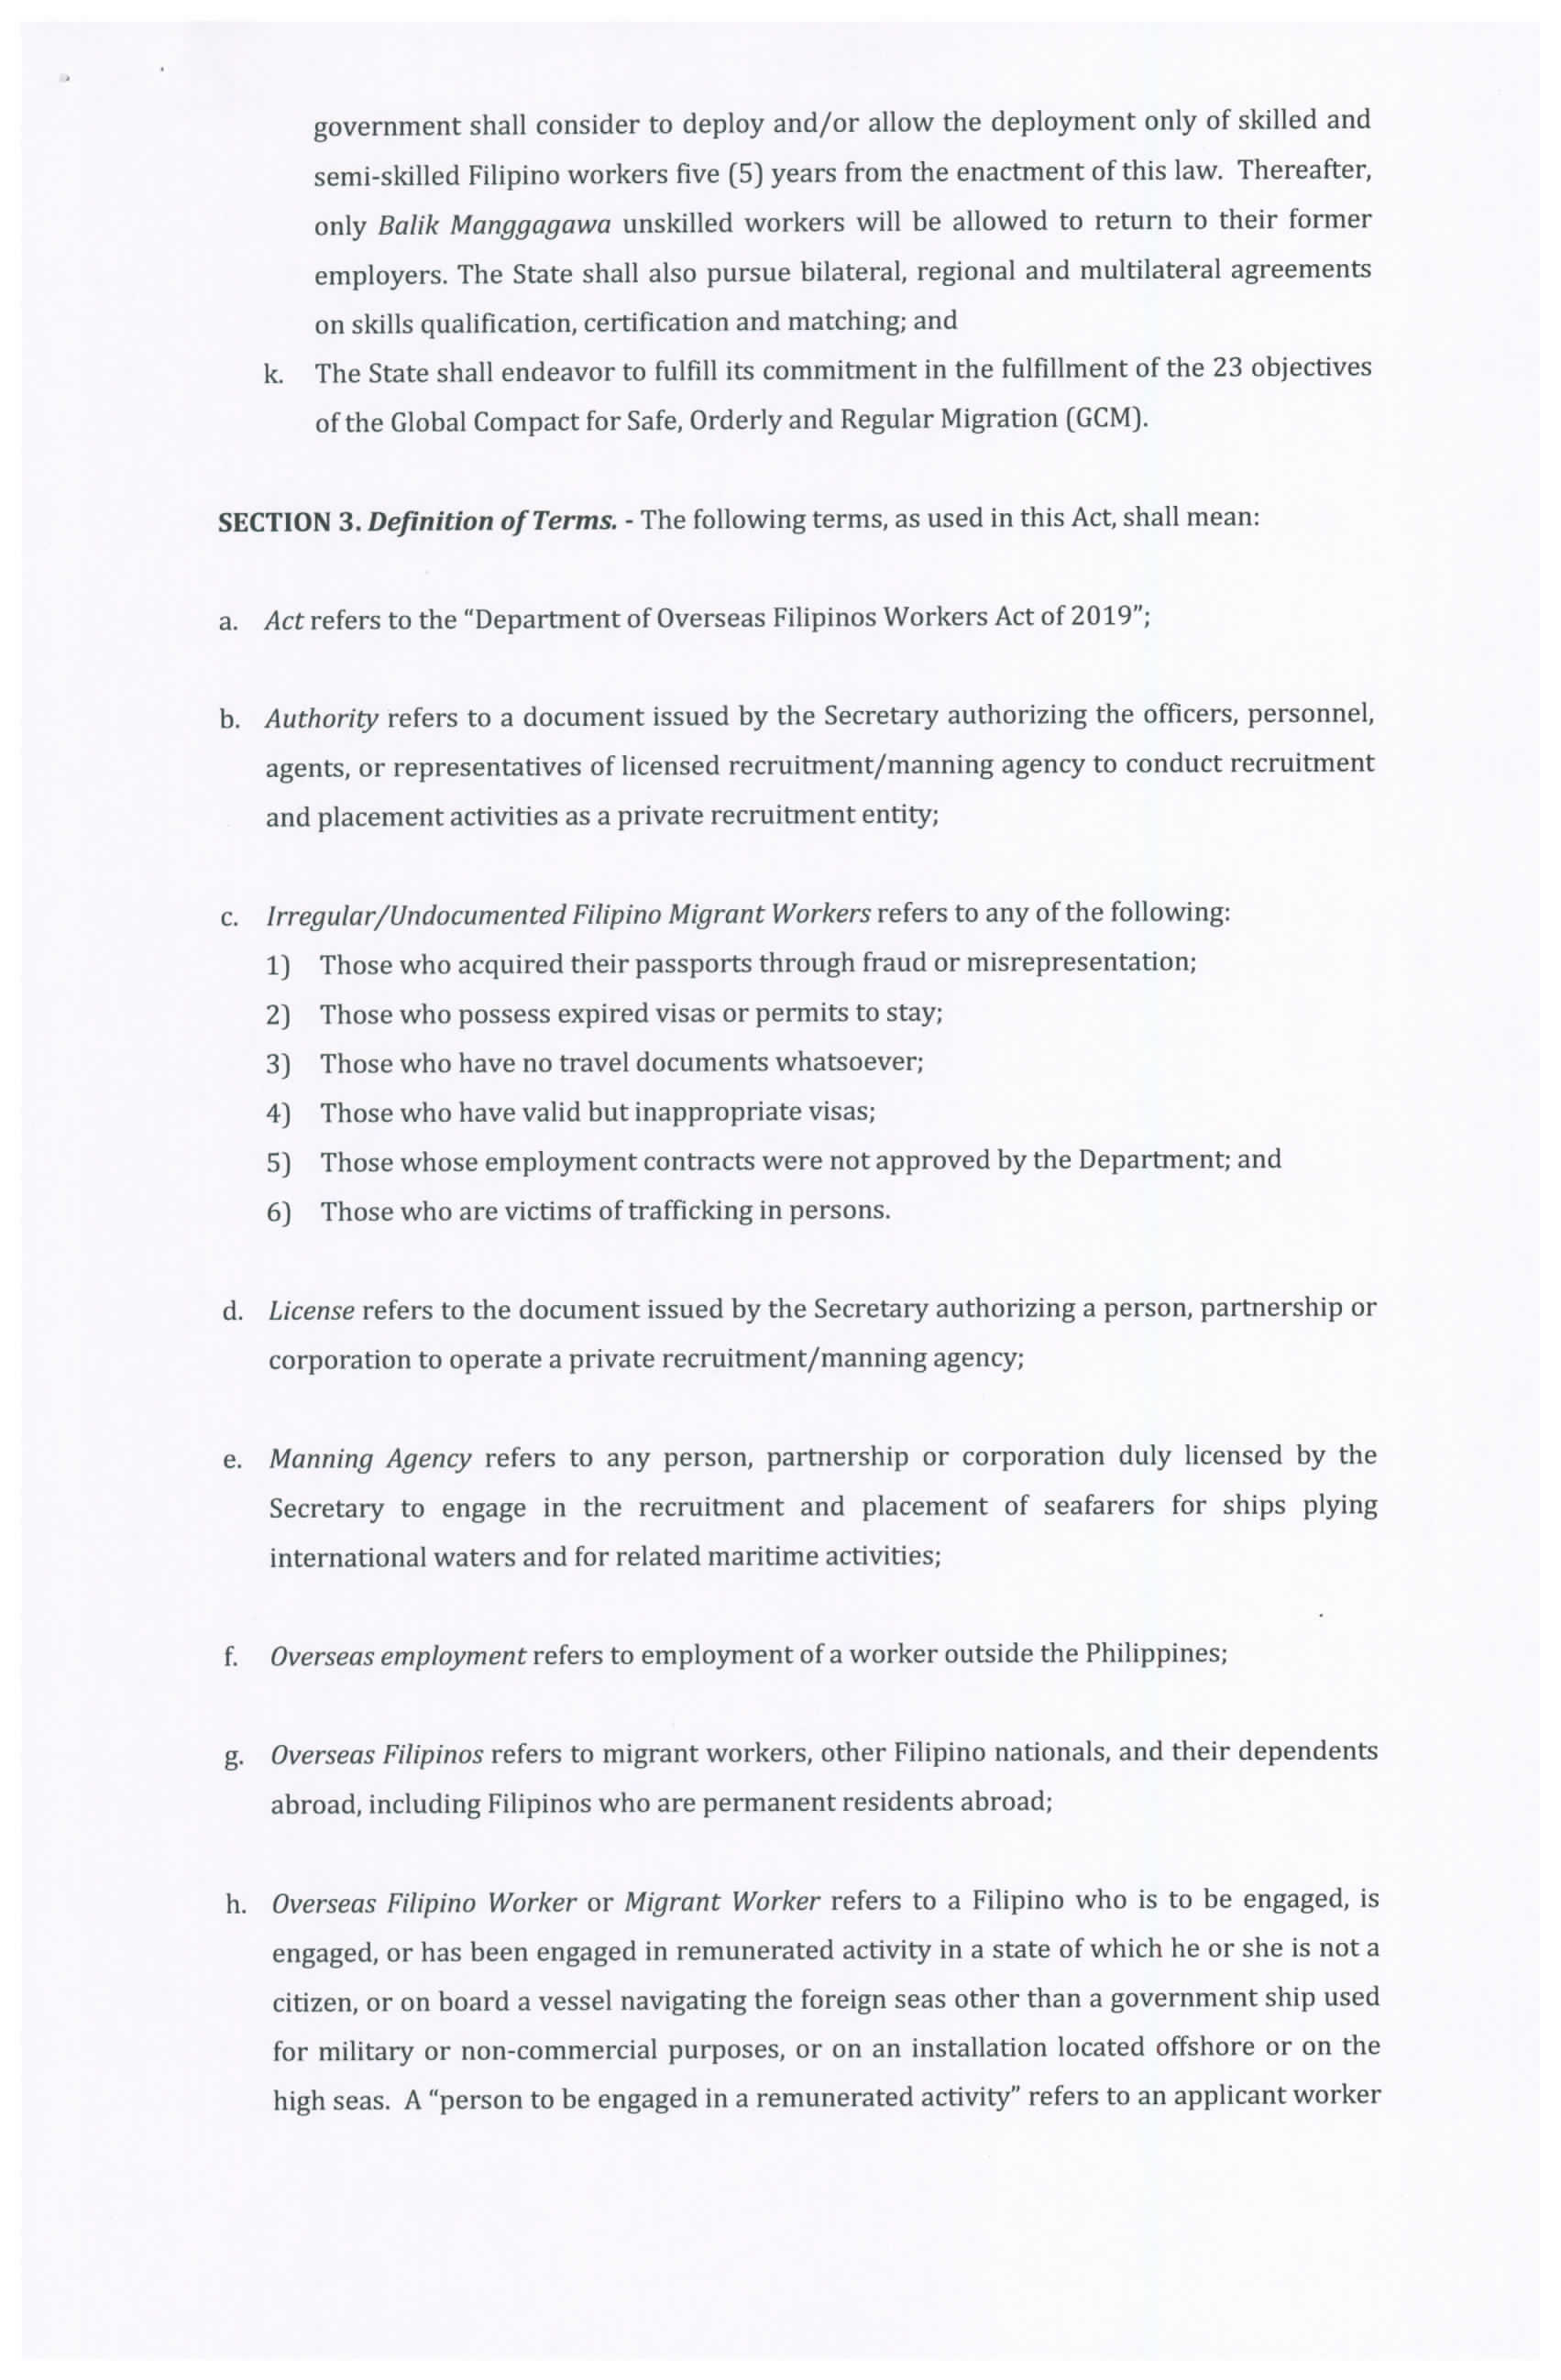 government shall consider to deploy and/or allow the deployment only of skilled and
semi-skilled Filipino workers five (5) years from the enactment of this law. Thereafter,
only Balik Manggagawa unskilled workers will be allowed to return to their former
employers. The State shall also pursue bilateral, regional and multilateral agreements
on skills qualification, certification and matching; and
k. The State shall endeavor to fulfill its commitment in the fulfillment of the 23 objectives
of the Global Compact for Safe, Orderly and Regular Migration (GCM).
SECTION 3. Definition of Terms. - The following terms, as used in this Act, shall mean:
a. Act refers to the “Department of Overseas Filipinos Workers Act of 2019”;
b. Authority refers to a document issued by the Secretary authorizing the officers, personnel,
agents, or representatives of licensed recruitment/manning agency to conduct recruitment
and placement activities as a private recruitment entity;
c. Irregular/Undocumented Filipino Migrant Workers refers to any of the following:
1) Those who acquired their passports through fraud or misrepresentation;
2) Those who possess expired visas or permits to stay;
3) Those who have no travel documents whatsoever;
4) Those who have valid but inappropriate visas;
5) Those whose employment contracts were not approved by the Department; and
6) Those who are victims of trafficking in persons.
d. License refers to the document issued by the Secretary authorizing a person, partnership or
corporation to operate a private recruitment/manning agency;
e. Manning Agency refers to any person, partnership or corporation duly licensed by the
Secretary to engage in the recruitment and placement of seafarers for ships plying
international waters and for related maritime activities;
f. Overseas employment refers to employment of a worker outside the Philippines;
g. Overseas Filipinos refers to migrant workers, other Filipino nationals, and their dependents
abroad, including Filipinos who are permanent residents abroad;
h. Overseas Filipino Worker or Migrant Worker refers to a Filipino who is to be engaged, is
engaged, or has been engaged in remunerated activity in a state of which he or she is not a
citizen, or on board a vessel navigating the foreign seas other than a government ship used
for military or non-commercial purposes, or on an installation located offshore or on the
high seas. A “person to be engaged in a remunerated activity” refers to an applicant worker